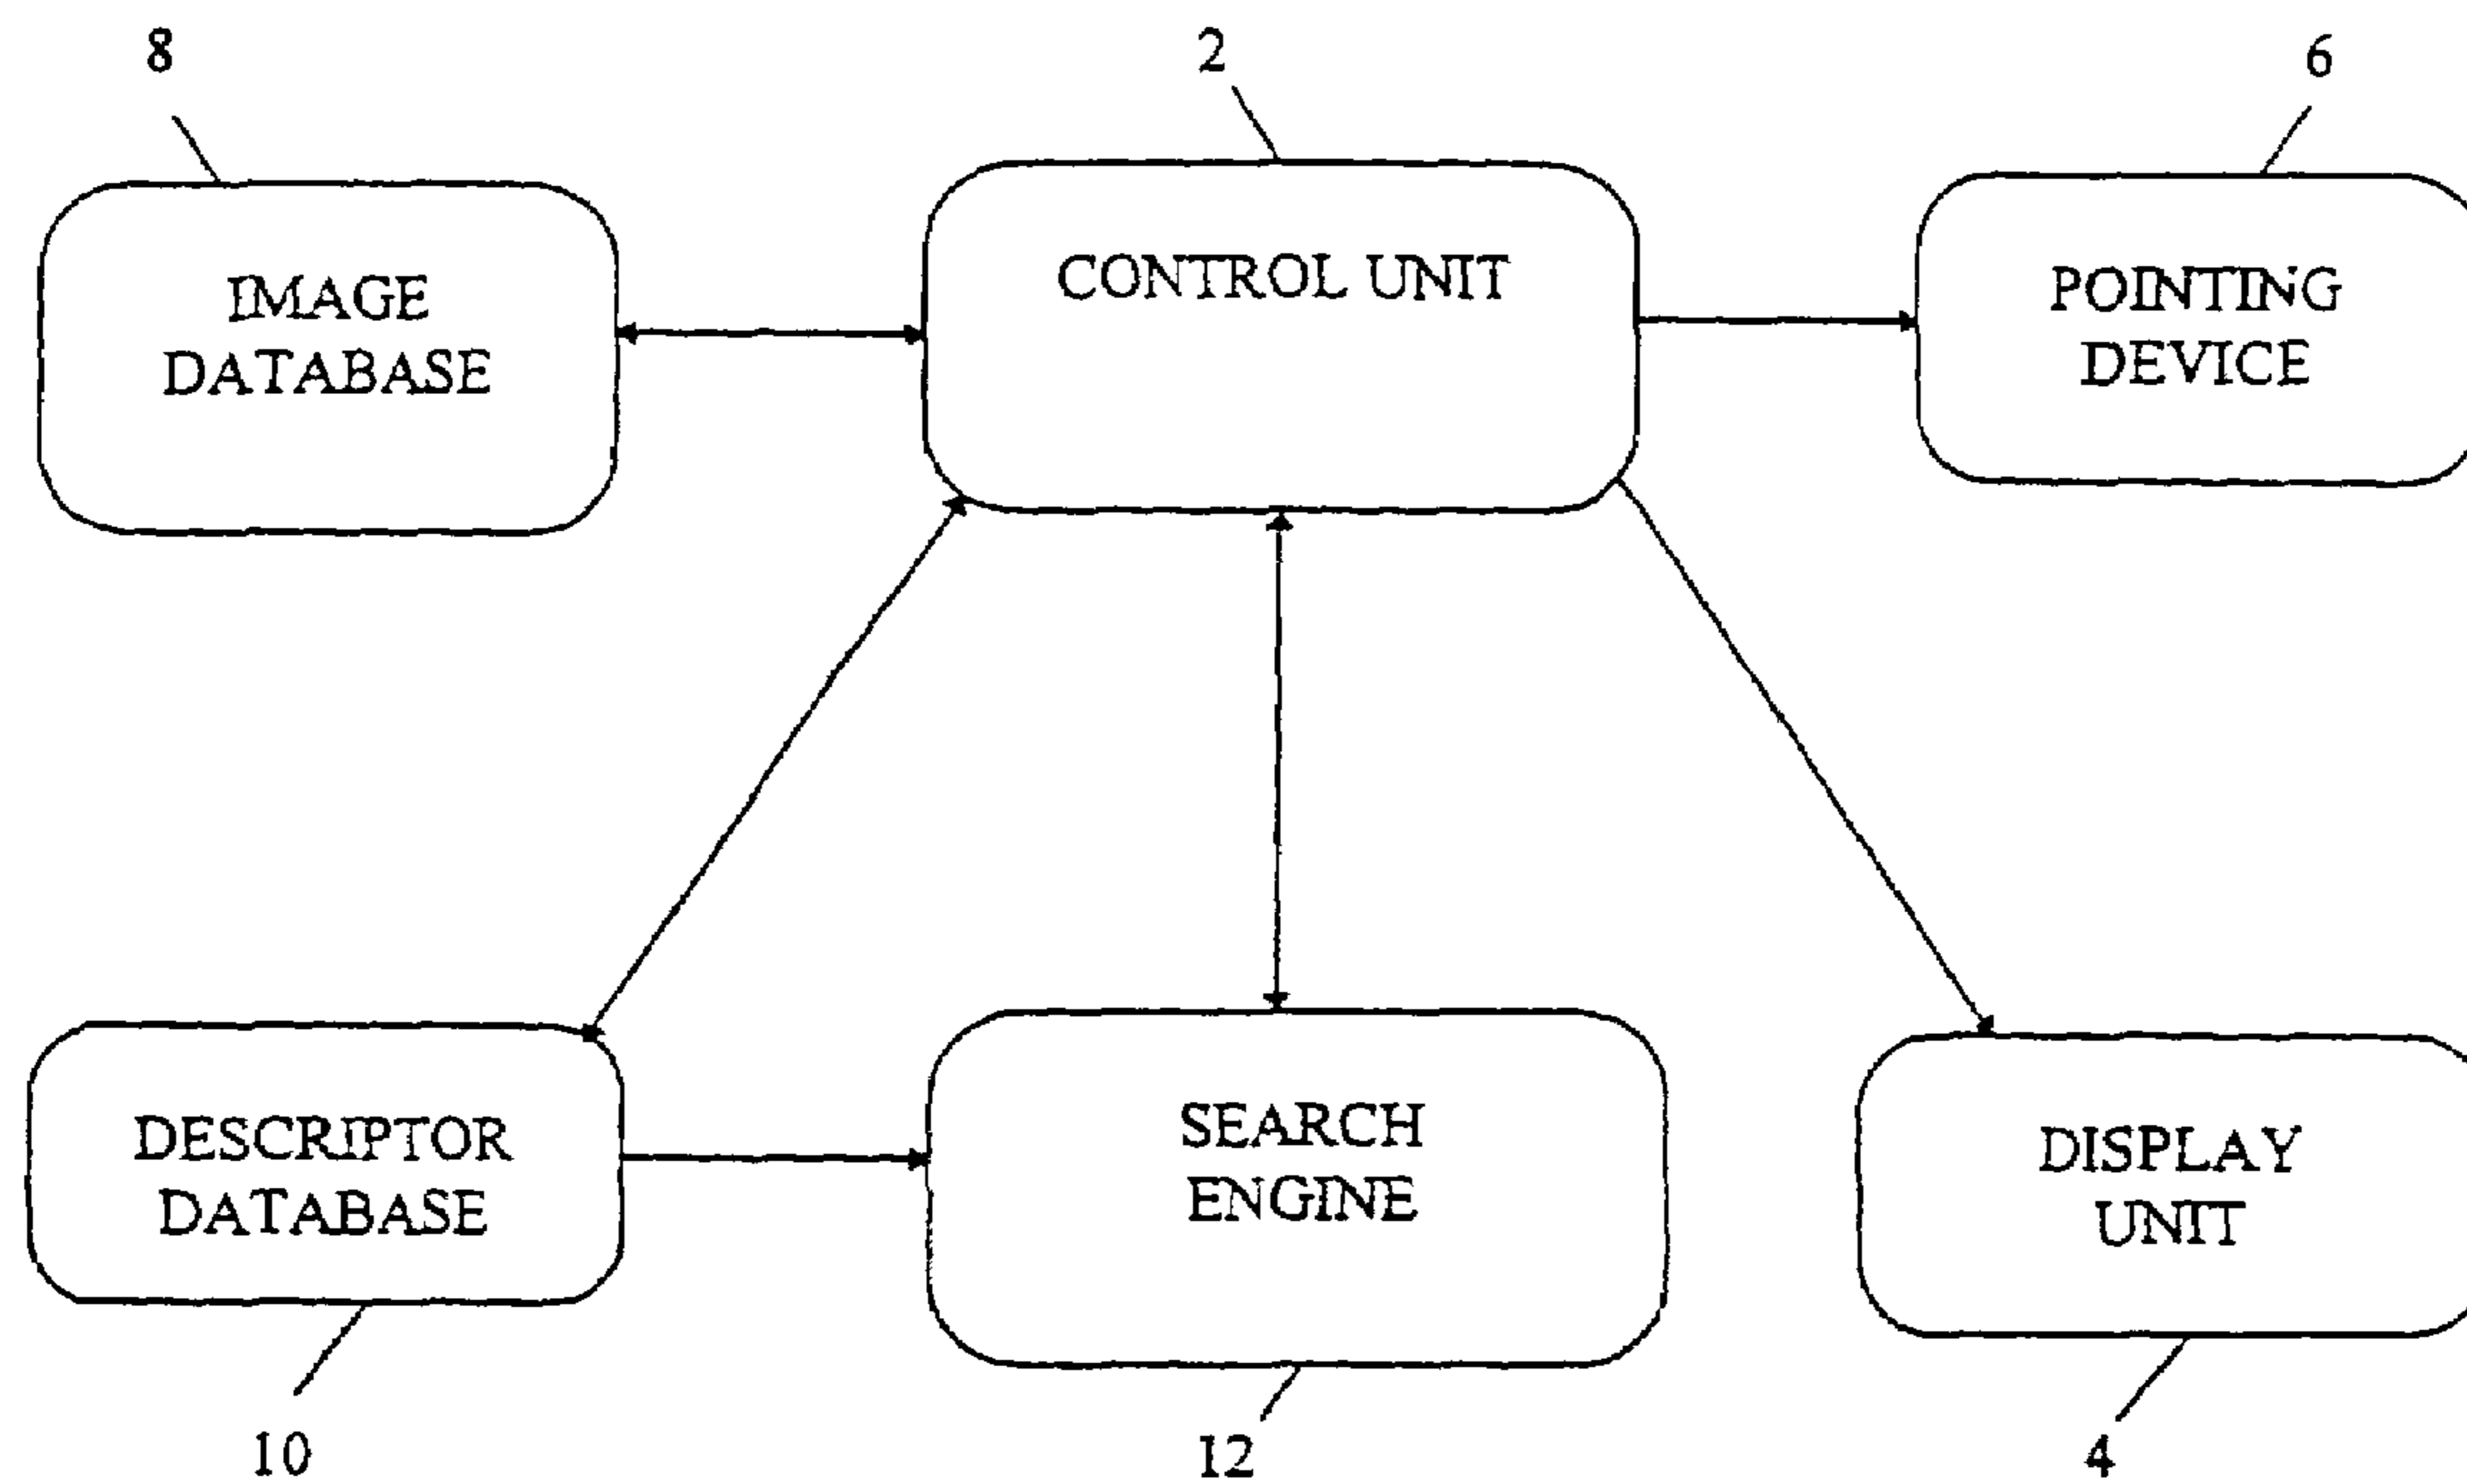 8
2
6
IMAGE
DATABASE
CONTROL UNIT
POINTING
DEVICE
DESCRIPTOR
DATABASE
SEARCH
ENGINE
DISPLAY
UNIT
10
12
4